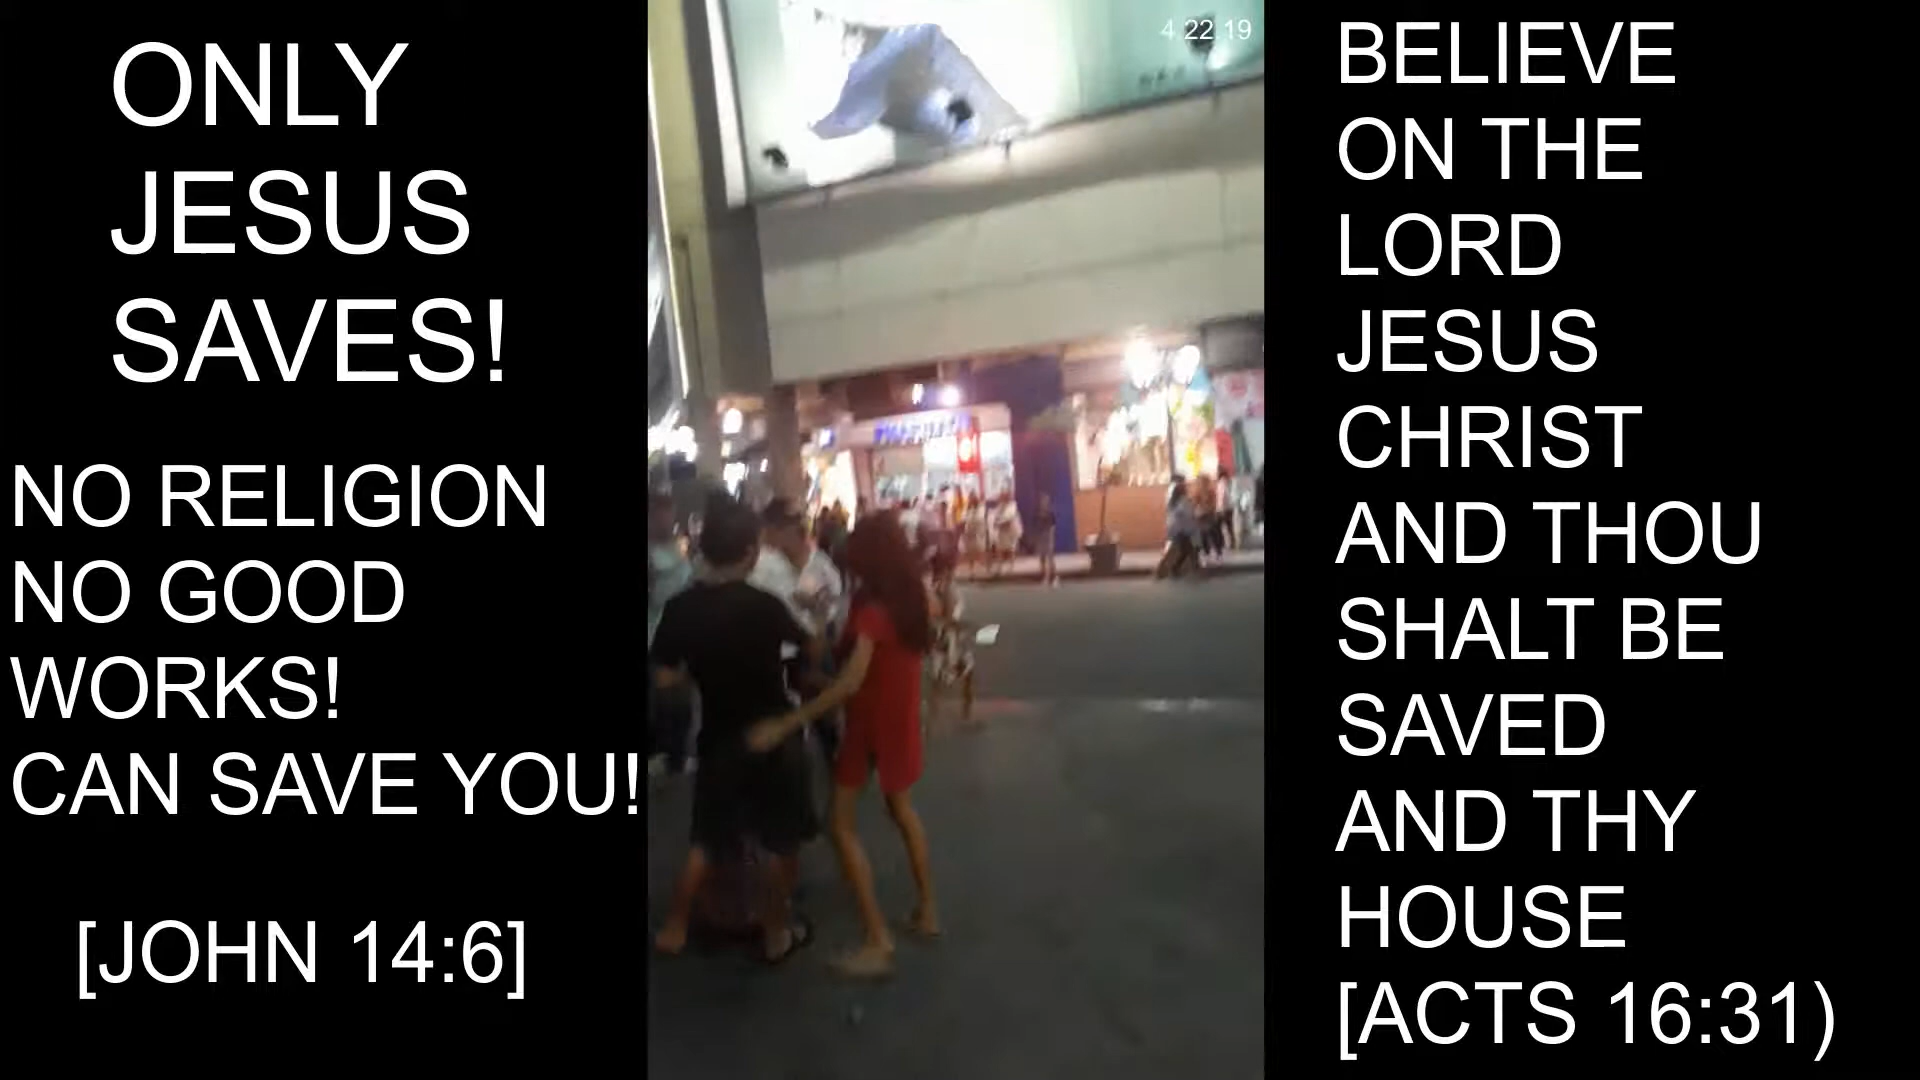 ONLY
JESUS
SAVES!
NO RELIGION
NO GOOD
WORKS!
CAN SAVE YOU!
[JOHN 14:6]
4 22.19
BELIEVE
ON THE
LORD
JESUS
CHRIST
AND THOU
SHALT BE
SAVED
AND THY
HOUSE
[ACTS 16:31)